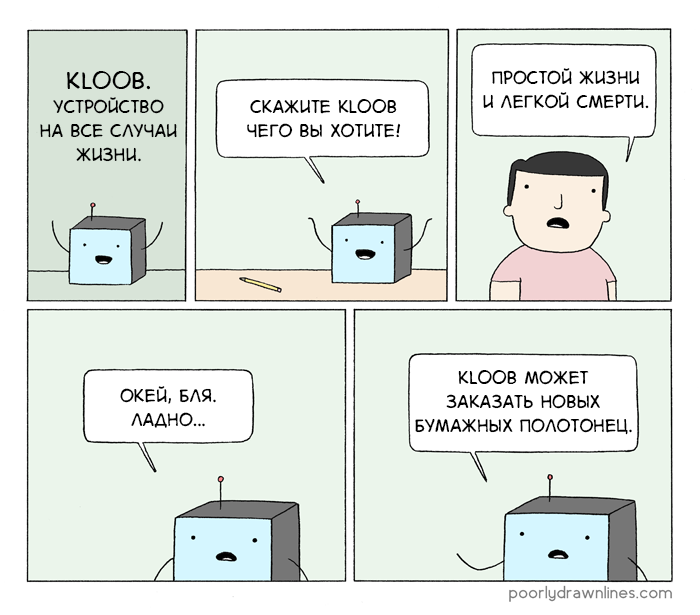 KLOOB.
УСТРОЙСТВО
НА ВСЕ СЛУЧАИ
ЖИЗНИ.
СКАЖИТЕ KLOOB
ЧЕГО ВЫ ХОТИТЕ!
ПРОСТОЙ ЖИЗНИ
И ЛЕГКОЙ СМЕРТИ.
ОКЕЙ, БЛЯ.
ЛАДНО...
KLOOB МОЖЕТ
ЗАКАЗАТЬ НОВЫХ
БУМАЖНЫХ ПОЛОТОНЕЦ.
poorlydrawnlines.com